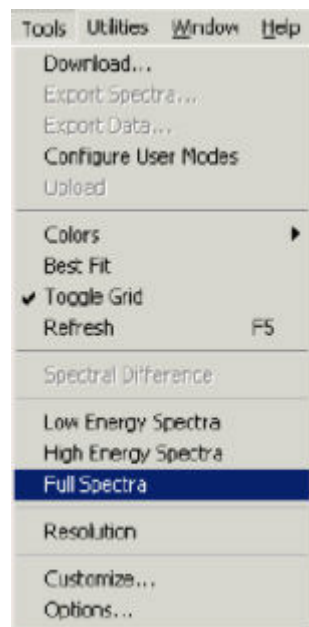 Tools Utilities Window Help
Download...
Export Spectra...
Export Data...
Configure User Modes
Upload
Colors
Best Fit
Toggle Grid
Refresh F5
Spectral Difference
Low Energy Spectra
High Energy Spectra
Full Spectra
Resolution
Customize...
Options...